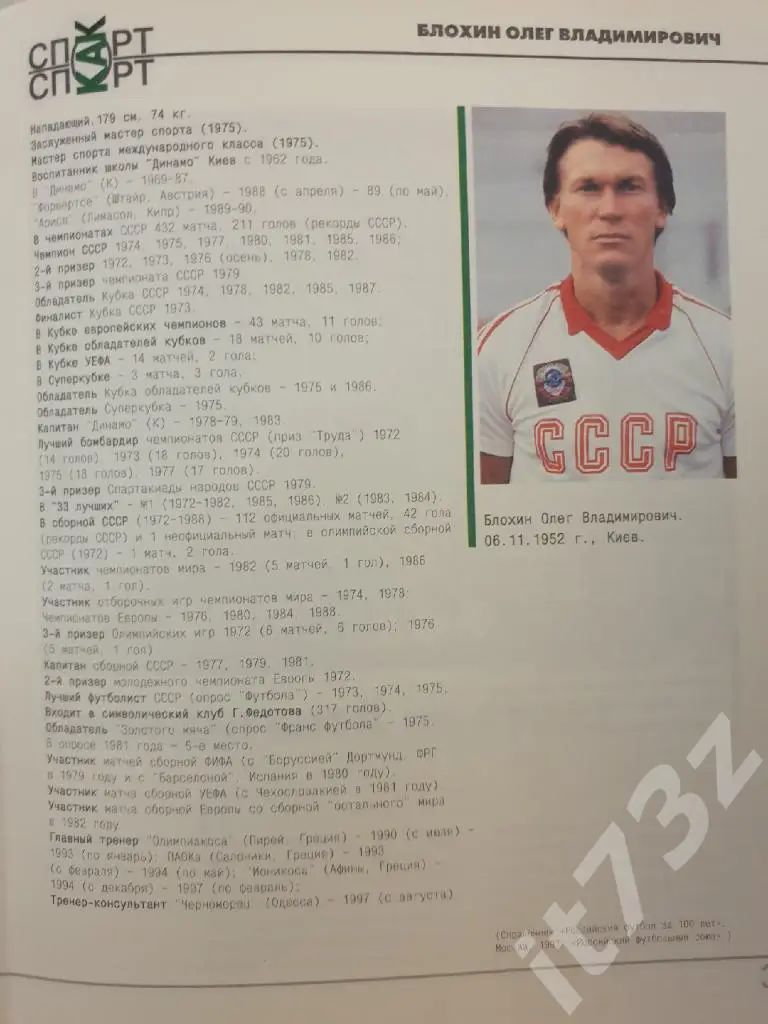 БЛОХИН ОЛЕГ ВЛАДИМИРОВИЧ
СПОРТ
КАК
СПОРТ
Нападающий, 179 см, 74 кг.
Заслуженный мастер спорта (1975).
Мастер спорта международного класса (1975).
Воспитанник школы "Динамо" Киев с 1962 года.
В "Динамо" (К) – 1969-87.
"Форвертсе" (Штайр, Австрия) – 1988 (с апреля) – 89 (по май).
"Арисл (Лимасол, Кипр) – 1989-90.
В чемпионатах СССР 432 матча, 211 голов (рекорды СССР).
Чемпион СССР 1974, 1975, 1977, 1980, 1981, 1985, 1986;
2-й призер 1972, 1973, 1976 (осень), 1978, 1982.
3-й призер чемпионата СССР 1979
Обладатель Кубка СССР 1974, 1978, 1982, 1985, 1987.
Финалист Кубка СССР 1973.
В Кубке европейских чемпионов – 43 матча, 11 голов;
В Кубке обладателей кубков – 18 матчей, 10 голов;
В Кубке УЕФА – 14 матчей, 2 гола;
В Суперкубке – 3 матча, 3 гола.
Обладатель Кубка обладателей кубков – 1975 и 1986.
Обладатель Суперкубка – 1975.
Капитан "Динамо" (К) – 1978-79, 1983
Лучший бомбардир чемпионатов СССР (приз "Труда") 1972
(14 голов), 1973 (18 голов), 1974 (20 голов),
1975 (18 голов), 1977 (17 голов).
3-й призер Спартакиады народов СССР 1979.
В "33 лучших" – №1 (1972-1982, 1985, 1986), №2 (1983, 1984).
В сборной СССР (1972-1988) – 112 официальных матчей, 42 гола
(рекорды СССР) и 1 неофициальный матч; в олимпийской сборной
СССР (1972) – 1 матч, 2 гола.
Участник чемпионатов мира – 1982 (5 матчей, 1 гол), 1986
(2 матча, 1 гол).
Участник отборочных игр чемпионатов мира – 1974, 1978;
Чемпионатов Европы – 1976, 1980, 1984, 1988.
3-й призер Олимпийских игр 1972 (6 матчей, 6 голов); 1976
(5 матчей, 1 гол)
Капитан сборной СССР – 1977, 1979, 1981.
2-й призер молодежного чемпионата Европы 1972.
Лучший футболист СССР (опрос "Футбола") – 1973, 1974, 1975.
Входит в символический клуб Г.Федотова (317 голов).
Обладатель "Золотого мяча" (опрос "Франс футбола" – 1975.
В опросе 1981 года – 5-е место.
Участник матчей сборной ФИФА (с "Боруссией" Дортмунд, ФРГ
в 1979 году и с "Барселоной", Испания в 1980 году).
Участник матча сборной УЕФА (с Чехословакией в 1981 году)
Участник матча сборной Европы со сборной "остального" мира
в 1982 году
Главный тренер "Олимпиакоса" (Пирей, Греция) – 1990 (с июля) –
1993 (по январь); ПАОКа (Салоники, Греция) – 1993
(с февраля) – 1994 (по май); "Ионикоса" (Афины, Греция) –
1994 (с декабря) – 1997 (по февраль);
Тренер-консультант "Черноморец (Одесса) – 1997 (с августа)
СССР
Блохин Олег Владимирович.
06.11.1952 г., Киев.
(Справочник «Российский футбол за 100 лет».
Москва, «Российский футбольный союз» )
it73z